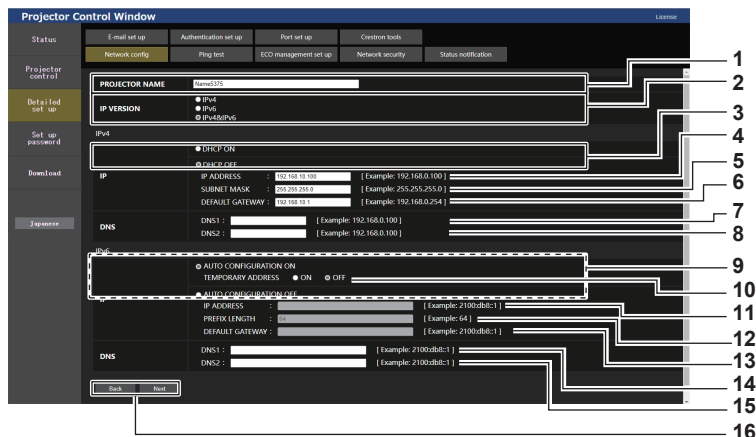 Projector Control Window
License
Status
Projector control
Detailed set up
Set up password
Download
Japanese
E-mail set up
Authentication set up
Port set up
Crestron tools
Network config
Ping test
ECO management set up
Network security
Status notification
PROJECTOR NAME
Name5375
IP VERSION
IPv4
IPv6
IPv4&IPv6
IPv4
IP
DHCP ON
DHCP OFF
IP ADDRESS : 192.168.10.100 [ Example: 192.168.0.100 ]
SUBNET MASK : 255.255.255.0 [ Example: 255.255.255.0 ]
DEFAULT GATEWAY : 192.168.10.1 [ Example: 192.168.0.254 ]
DNS
DNS1 : [ Example: 192.168.0.100 ]
DNS2 : [ Example: 192.168.0.100 ]
IPv6
IP
AUTO CONFIGURATION ON
TEMPORARY ADDRESS ON OFF
AUTO CONFIGURATION OFF
IP ADDRESS : [ Example: 2100:db8::1 ]
PREFIX LENGTH : 64 [ Example: 64 ]
DEFAULT GATEWAY : [ Example: 2100:db8::1 ]
DNS
DNS1 : [ Example: 2100:db8::1 ]
DNS2 : [ Example: 2100:db8::1 ]
Back
Next
1
2
3
4
5
6
7
8
9
10
11
12
13
14
15
16